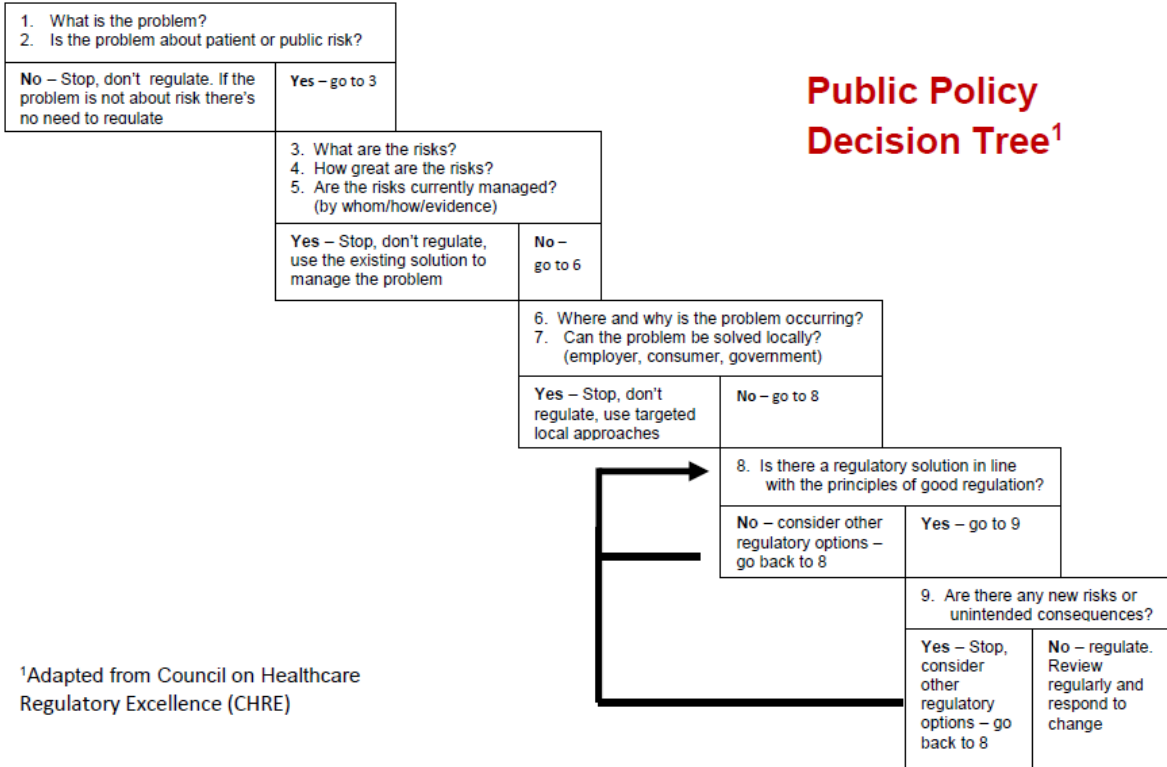 1. What is the problem?
2. Is the problem about patient or public risk?
No – Stop, don't regulate. If the
problem is not about risk there's
no need to regulate
Yes – go to 3
Public Policy
Decision Tree¹
3. What are the risks?
4. How great are the risks?
5. Are the risks currently managed?
(by whom/how/evidence)
Yes – Stop, don't regulate,
use the existing solution to
manage the problem
No –
go to 6
6. Where and why is the problem occurring?
7. Can the problem be solved locally?
(employer, consumer, government)
Yes – Stop, don't
regulate, use targeted
local approaches
No – go to 8
8. Is there a regulatory solution in line
with the principles of good regulation?
No – consider other
regulatory options –
go back to 8
Yes – go to 9
9. Are there any new risks or
unintended consequences?
Yes – Stop,
consider
other
regulatory
options – go
back to 8
No – regulate.
Review
regularly and
respond to
change
¹Adapted from Council on Healthcare
Regulatory Excellence (CHRE)